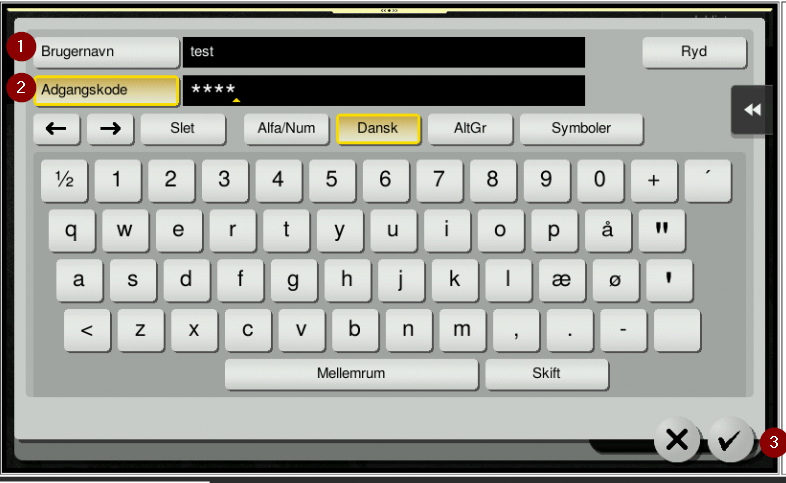 1 Brugernavn test Ryd
2 Adgangskode ****
← → Slet Alfa/Num Dansk AltGr Symboler
½ 1 2 3 4 5 6 7 8 9 0 + ´
q w e r t y u i o p å "
a s d f g h j k l æ ø '
< z x c v b n m , . -
Mellemrum Skift
3